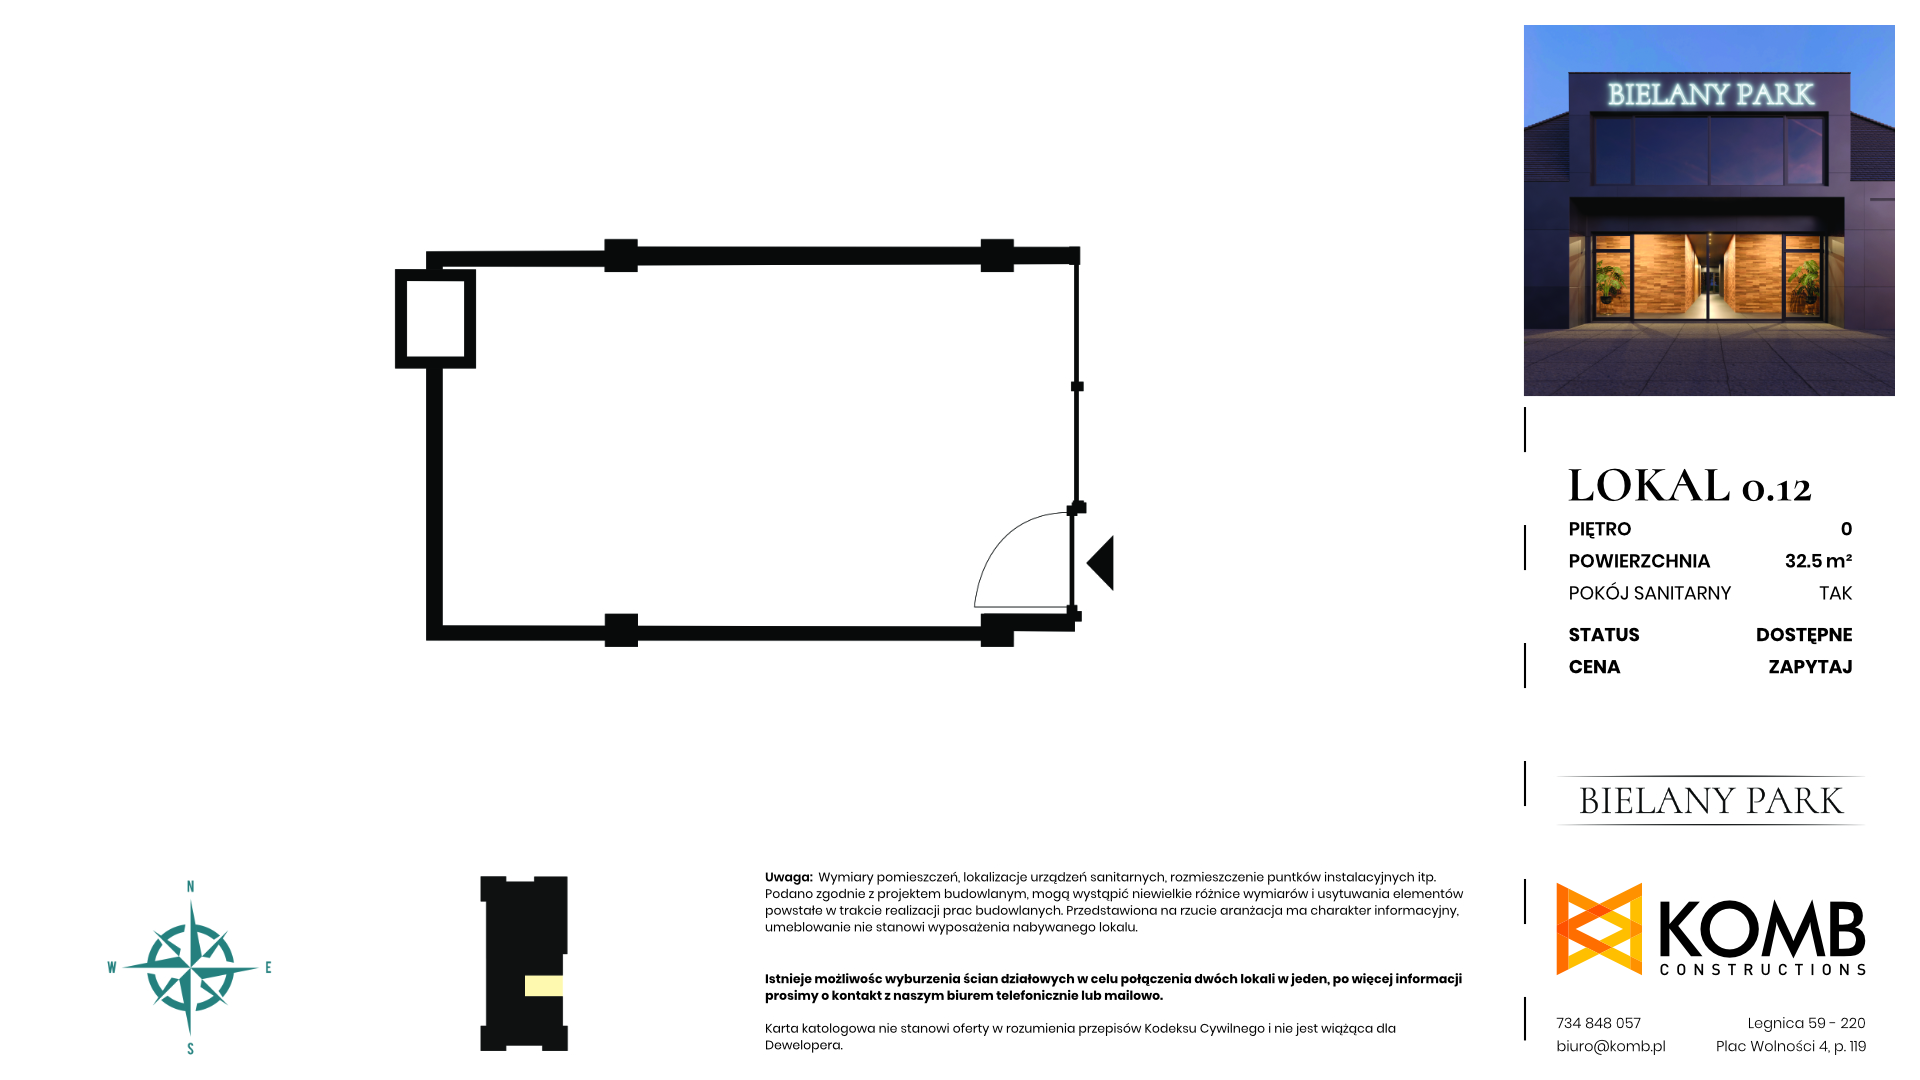 BIELANY PARK
LOKAL 0.12
PIĘTRO 0
POWIERZCHNIA 32.5 m²
POKÓJ SANITARNY TAK
STATUS DOSTĘPNE
CENA ZAPYTAJ
BIELANY PARK
KOMB
CONSTRUCTIONS
734 848 057 Legnica 59 - 220
biuro@komb.pl Plac Wolności 4, p. 119
N
W E
S
Uwaga: Wymiary pomieszczeń, lokalizacje urządzeń sanitarnych, rozmieszczenie puntków instalacyjnych itp.
Podano zgodnie z projektem budowlanym, mogą wystąpić niewielkie różnice wymiarów i usytuwania elementów
powstałe w trakcie realizacji prac budowlanych. Przedstawiona na rzucie aranżacja ma charakter informacyjny,
umeblowanie nie stanowi wyposażenia nabywanego lokalu.
Istnieje możliwośc wyburzenia ścian działowych w celu połączenia dwóch lokali w jeden, po więcej informacji
prosimy o kontakt z naszym biurem telefonicznie lub mailowo.
Karta katologowa nie stanowi oferty w rozumienia przepisów Kodeksu Cywilnego i nie jest wiążąca dla
Dewelopera.